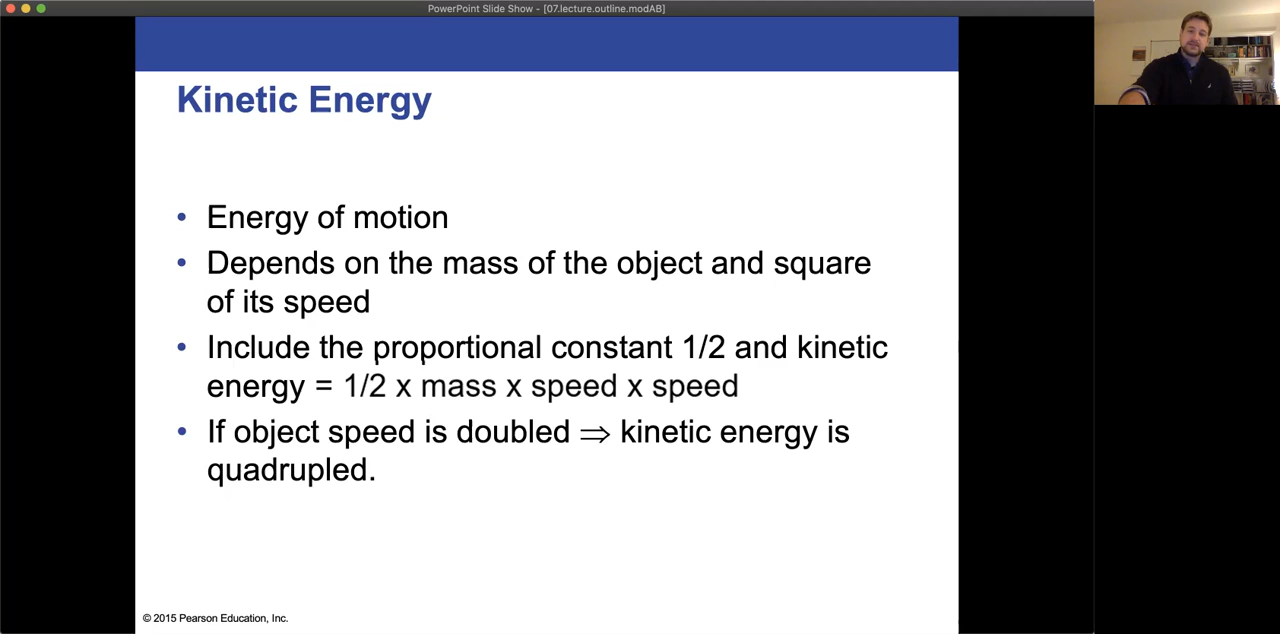 PowerPoint Slide Show - [07.lecture.outline.modAB]
Kinetic Energy
• Energy of motion
• Depends on the mass of the object and square
of its speed
• Include the proportional constant 1/2 and kinetic
energy = 1/2 x mass x speed x speed
• If object speed is doubled ⇒ kinetic energy is
quadrupled.
© 2015 Pearson Education, Inc.